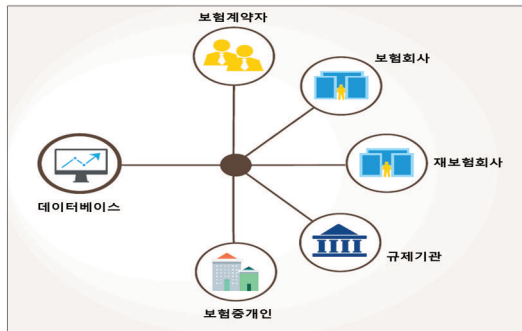 보험계약자
보험회사
재보험회사
데이터베이스
규제기관
보험중개인